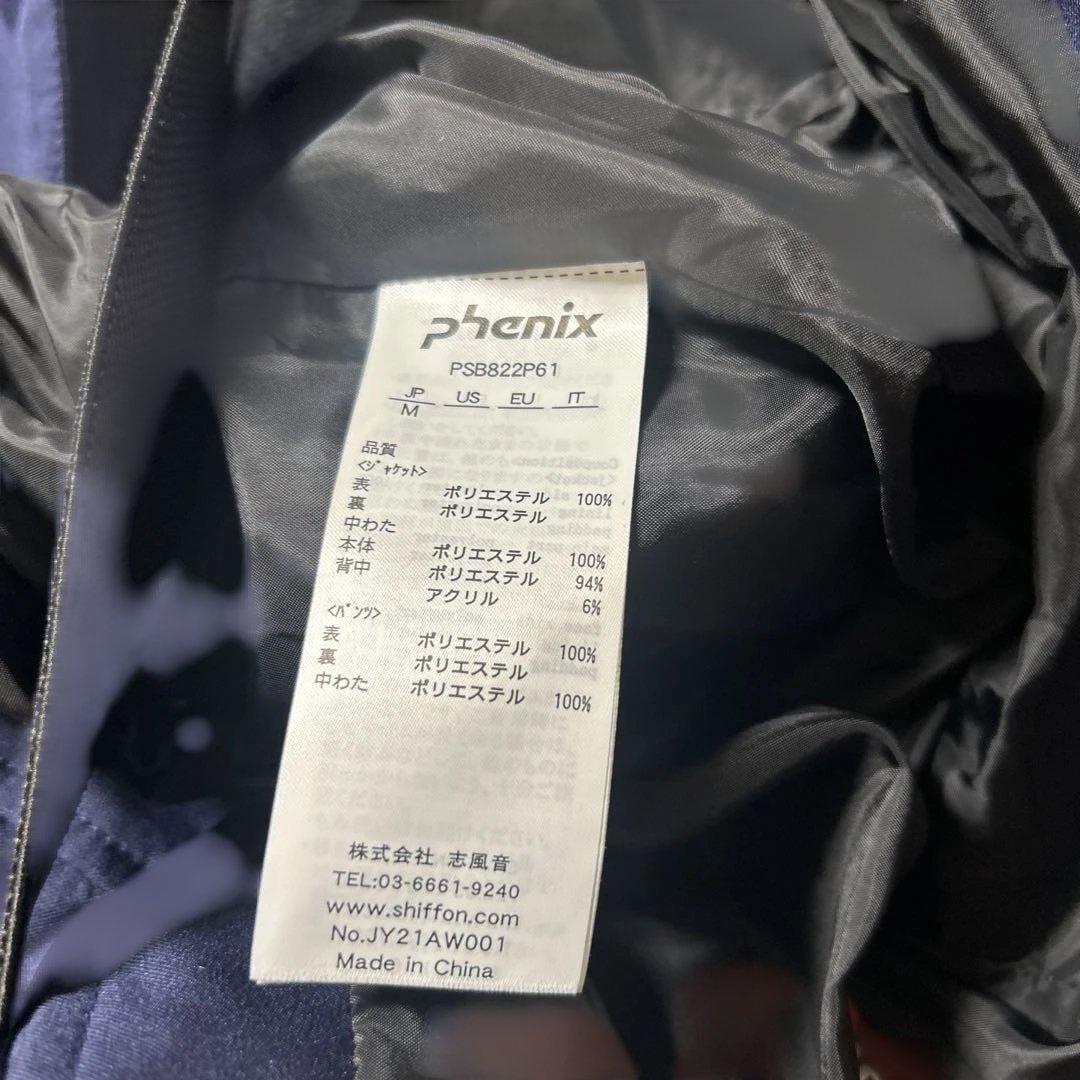 phenix
PSB822P61
JP US EU IT
M
品質
<ｼﾞｬｹｯﾄ>
表 ポリエステル 100%
裏 ポリエステル
中わた
本体 ポリエステル 100%
背中 ポリエステル 94%
アクリル 6%
<ﾊﾟﾝﾂ>
表 ポリエステル 100%
裏 ポリエステル
中わた ポリエステル 100%
株式会社 志風音
TEL:03-6661-9240
www.shiffon.com
No.JY21AW001
Made in China